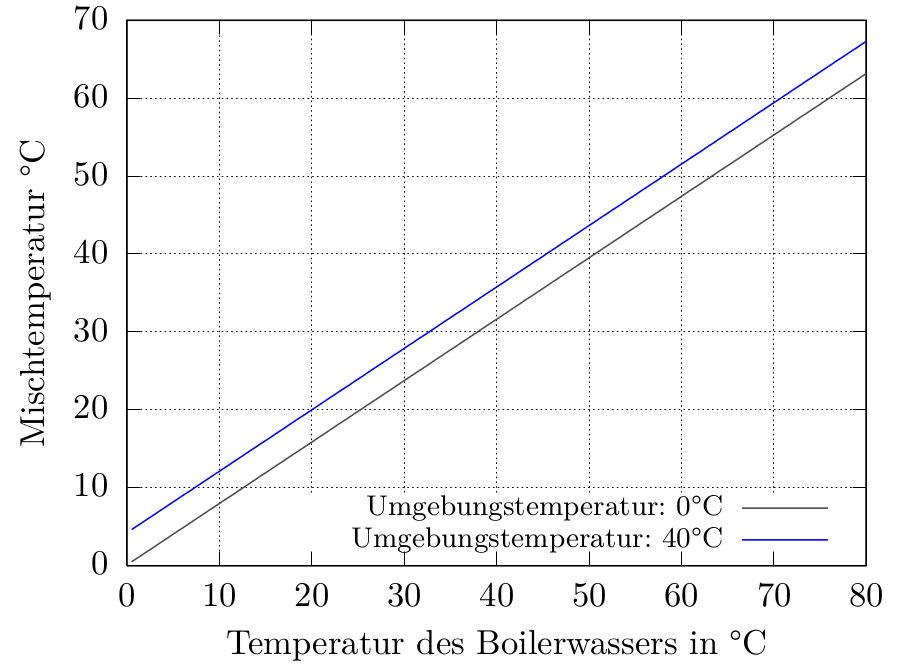 70
60
50
40
30
20
10
0
Mischtemperatur °C
Umgebungstemperatur: 0°C
Umgebungstemperatur: 40°C
0 10 20 30 40 50 60 70 80
Temperatur des Boilerwassers in °C